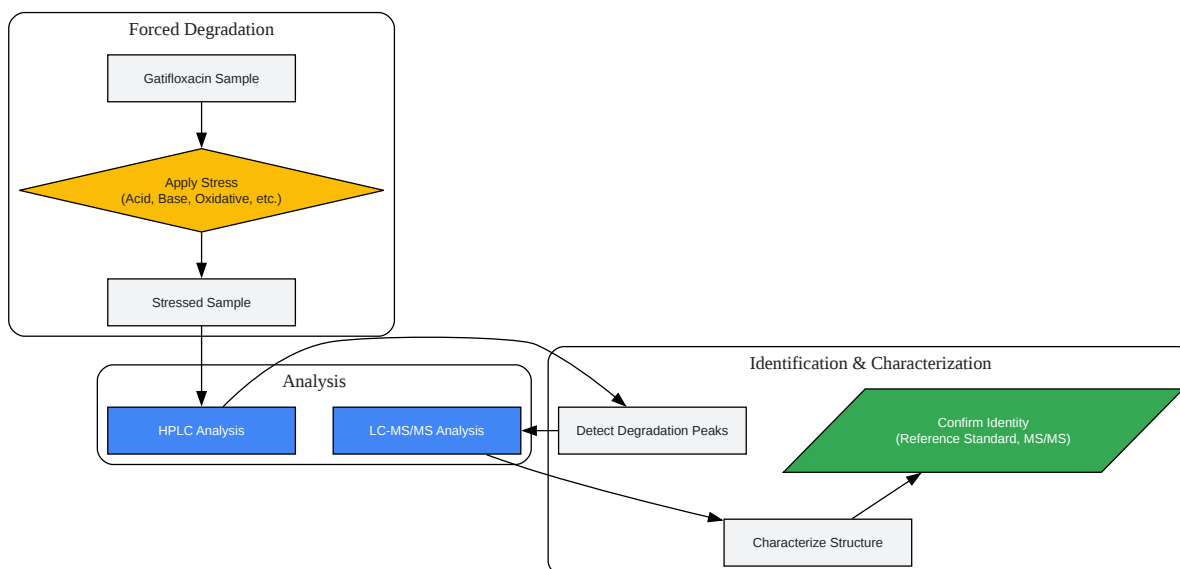 Forced Degradation
Gatifloxacin Sample
Apply Stress
(Acid, Base, Oxidative, etc.)
Stressed Sample
Analysis
HPLC Analysis
LC-MS/MS Analysis
Identification & Characterization
Detect Degradation Peaks
Confirm Identity
(Reference Standard, MS/MS)
Characterize Structure